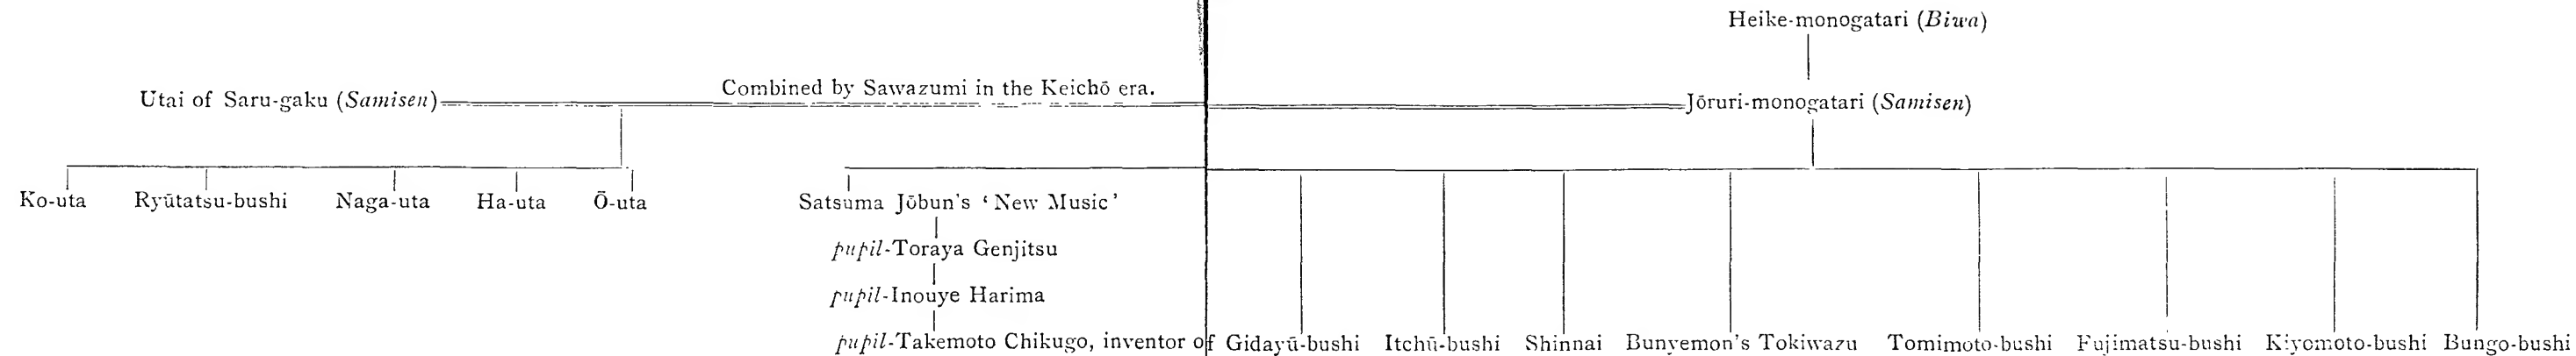 Heike-monogatari (Biwa)
Utai of Saru-gaku (Samisen) Combined by Sawazumi in the Keichō era. Jōruri-monogatari (Samisen)
Ko-uta Ryūtatsu-bushi Naga-uta Ha-uta Ō-uta Satsuma Jōbun's ‘New Music’
pupil-Toraya Genjitsu
pupil-Inouye Harima
pupil-Takemoto Chikugo, inventor of Gidayū-bushi Itchū-bushi Shinnai Bunyemon's Tokiwazu Tomimoto-bushi Fujimatsu-bushi Kiyomoto-bushi Bungo-bushi